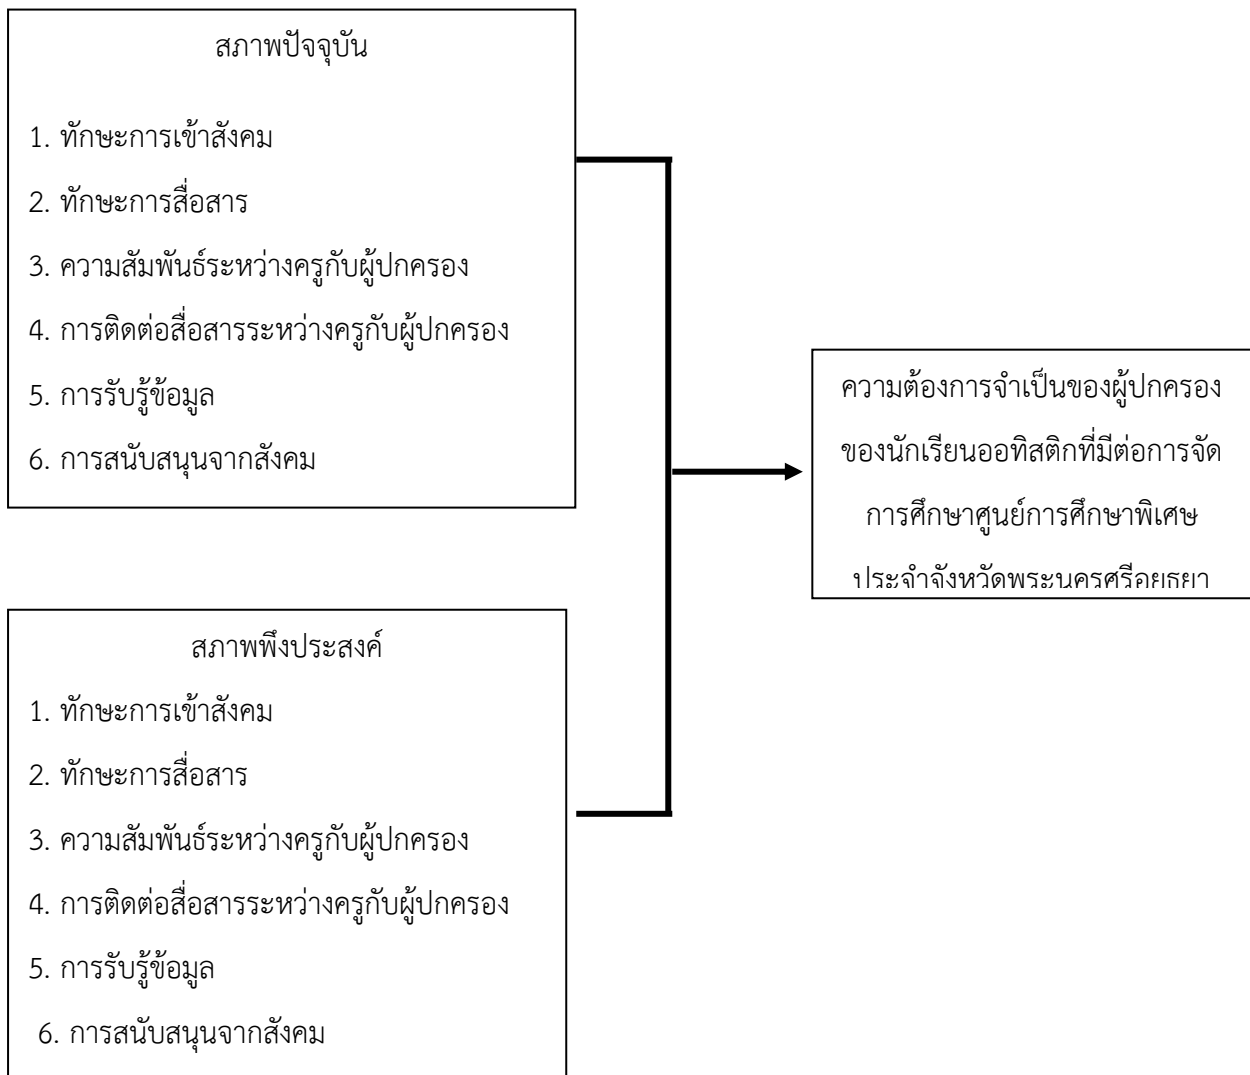 สภาพปัจจุบัน
1. ทักษะการเข้าสังคม
2. ทักษะการสื่อสาร
3. ความสัมพันธ์ระหว่างครูกับผู้ปกครอง
4. การติดต่อสื่อสารระหว่างครูกับผู้ปกครอง
5. การรับรู้ข้อมูล
6. การสนับสนุนจากสังคม
ความต้องการจำเป็นของผู้ปกครอง
ของนักเรียนออทิสติกที่มีต่อการจัด
การศึกษาศูนย์การศึกษาพิเศษ
ประจำจังหวัดพระนครศรีอยุธยา
สภาพพึงประสงค์
1. ทักษะการเข้าสังคม
2. ทักษะการสื่อสาร
3. ความสัมพันธ์ระหว่างครูกับผู้ปกครอง
4. การติดต่อสื่อสารระหว่างครูกับผู้ปกครอง
5. การรับรู้ข้อมูล
6. การสนับสนุนจากสังคม